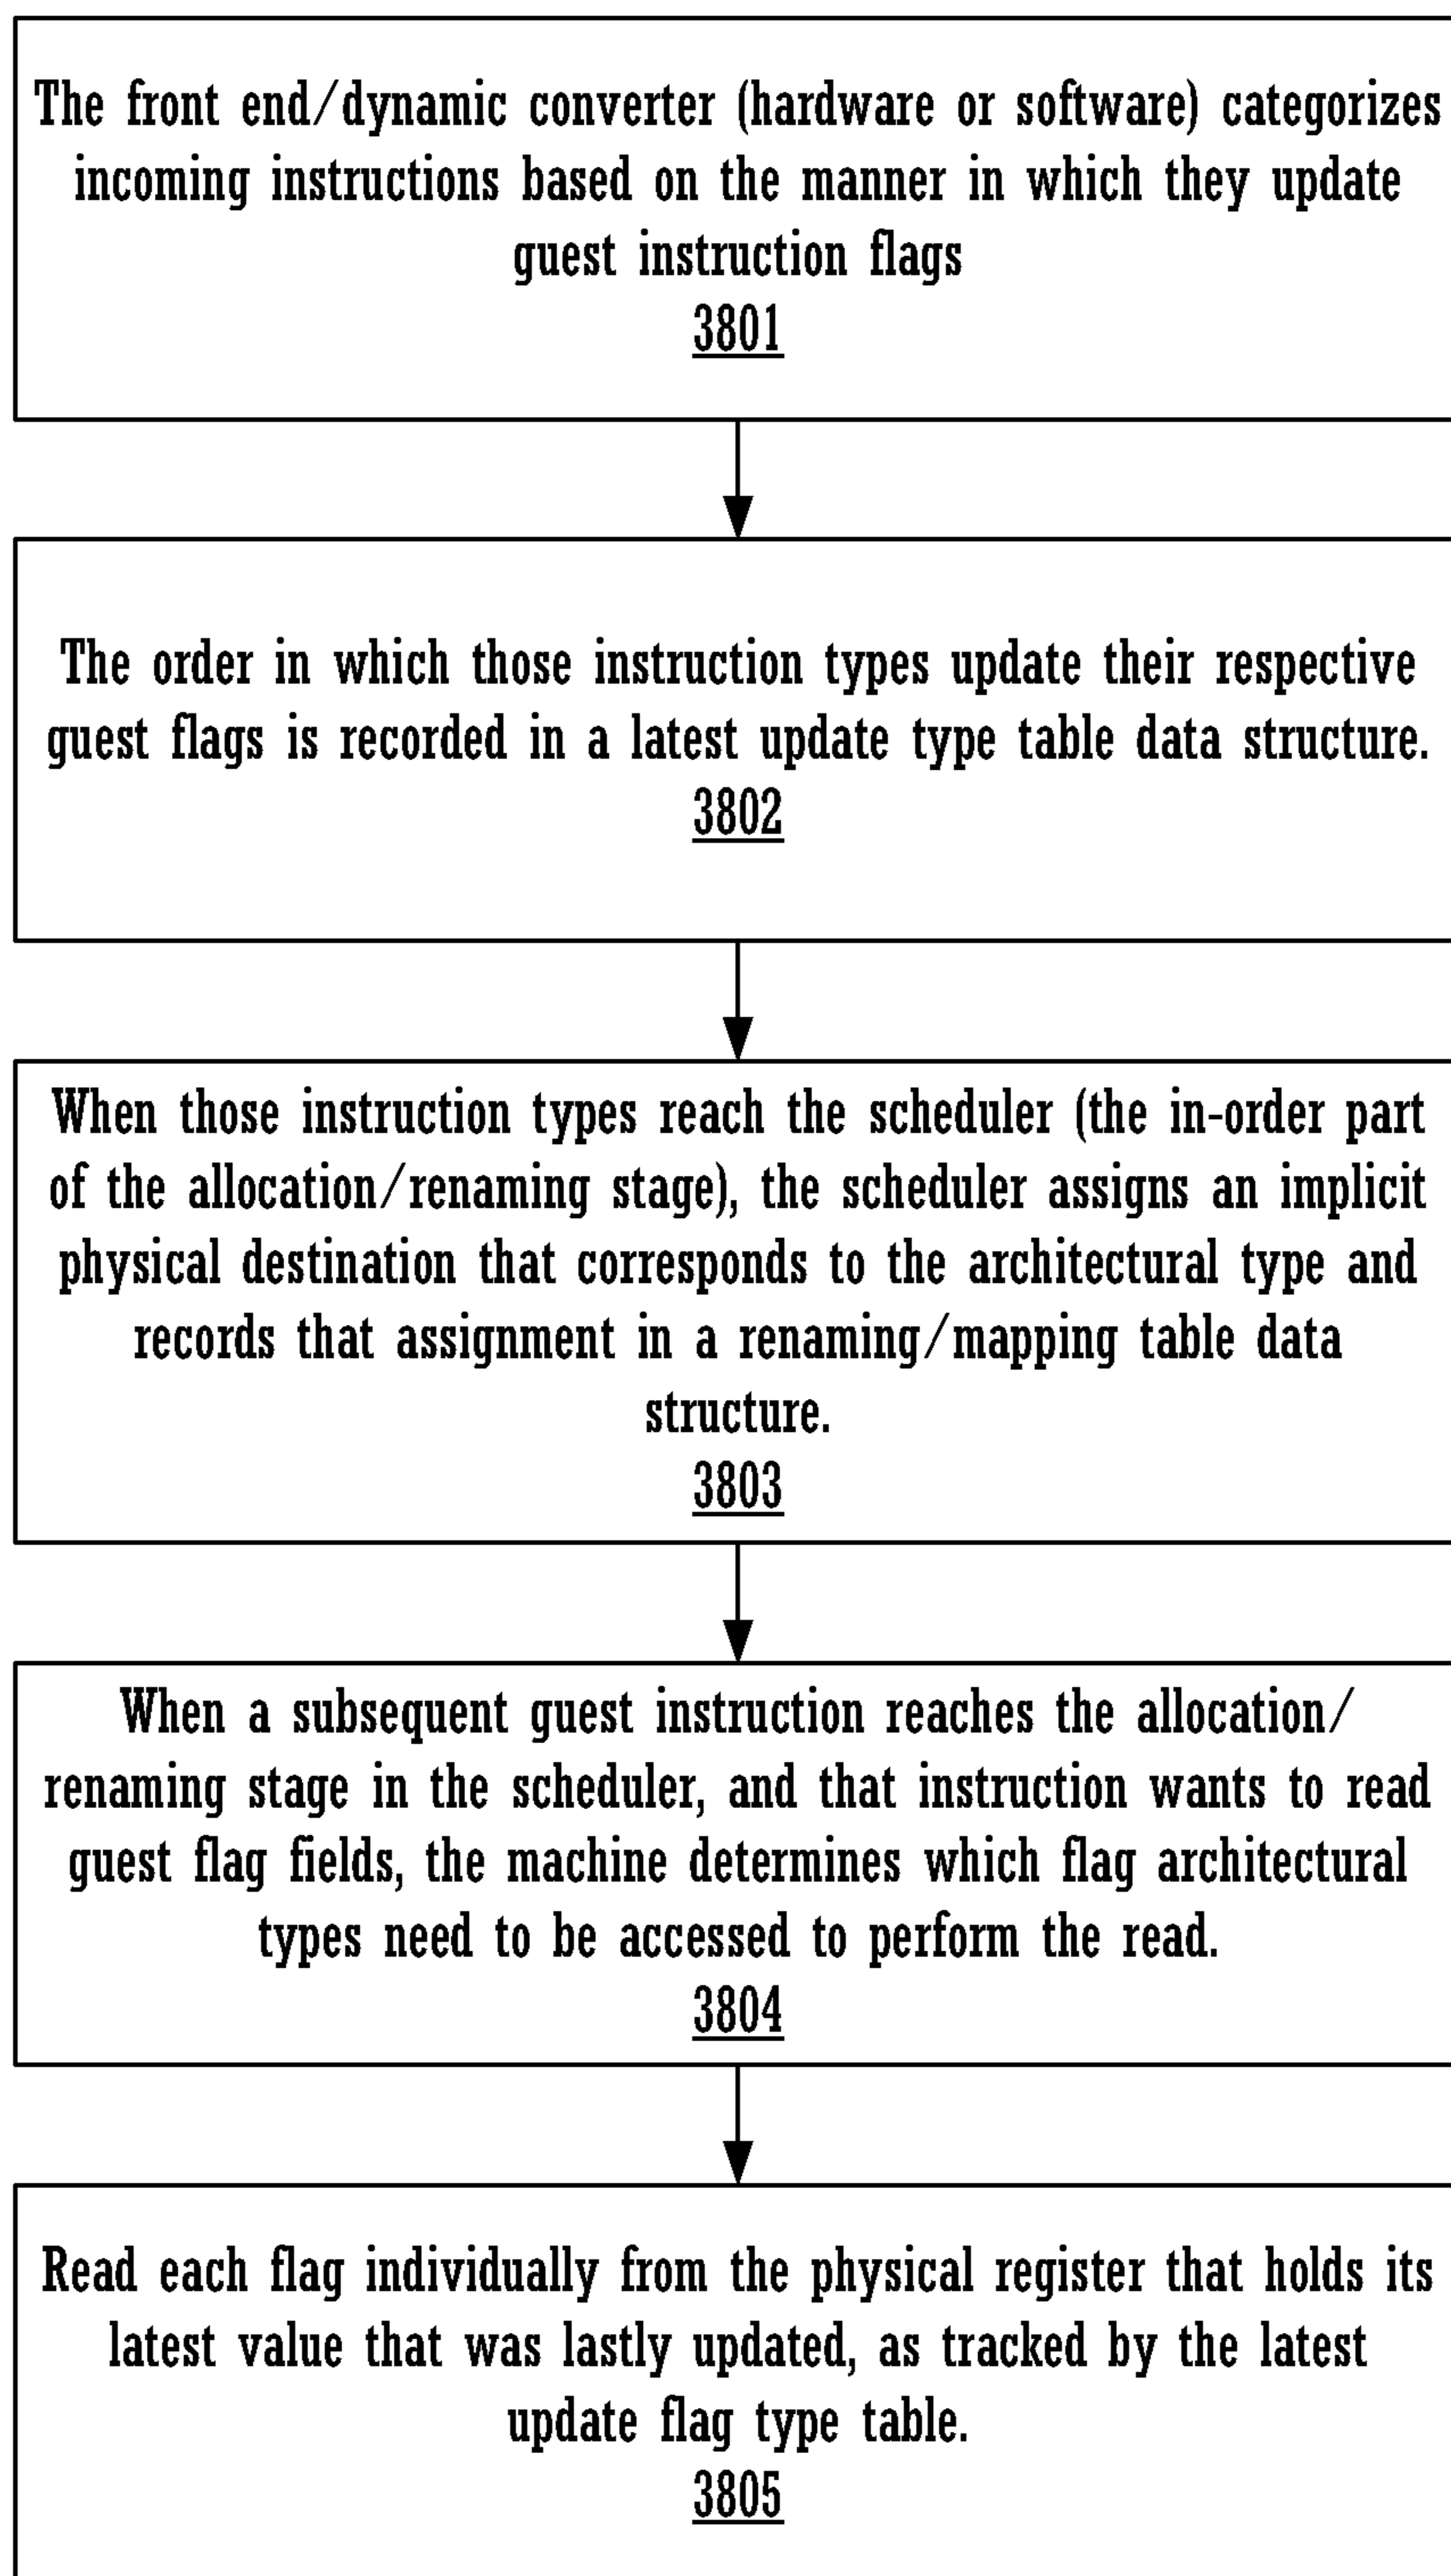 The front end/dynamic converter (hardware or software) categorizes
incoming instructions based on the manner in which they update
guest instruction flags
3801
The order in which those instruction types update their respective
guest flags is recorded in a latest update type table data structure.
3802
When those instruction types reach the scheduler (the in-order part
of the allocation/renaming stage), the scheduler assigns an implicit
physical destination that corresponds to the architectural type and
records that assignment in a renaming/mapping table data
structure.
3803
When a subsequent guest instruction reaches the allocation/
renaming stage in the scheduler, and that instruction wants to read
guest flag fields, the machine determines which flag architectural
types need to be accessed to perform the read.
3804
Read each flag individually from the physical register that holds its
latest value that was lastly updated, as tracked by the latest
update flag type table.
3805